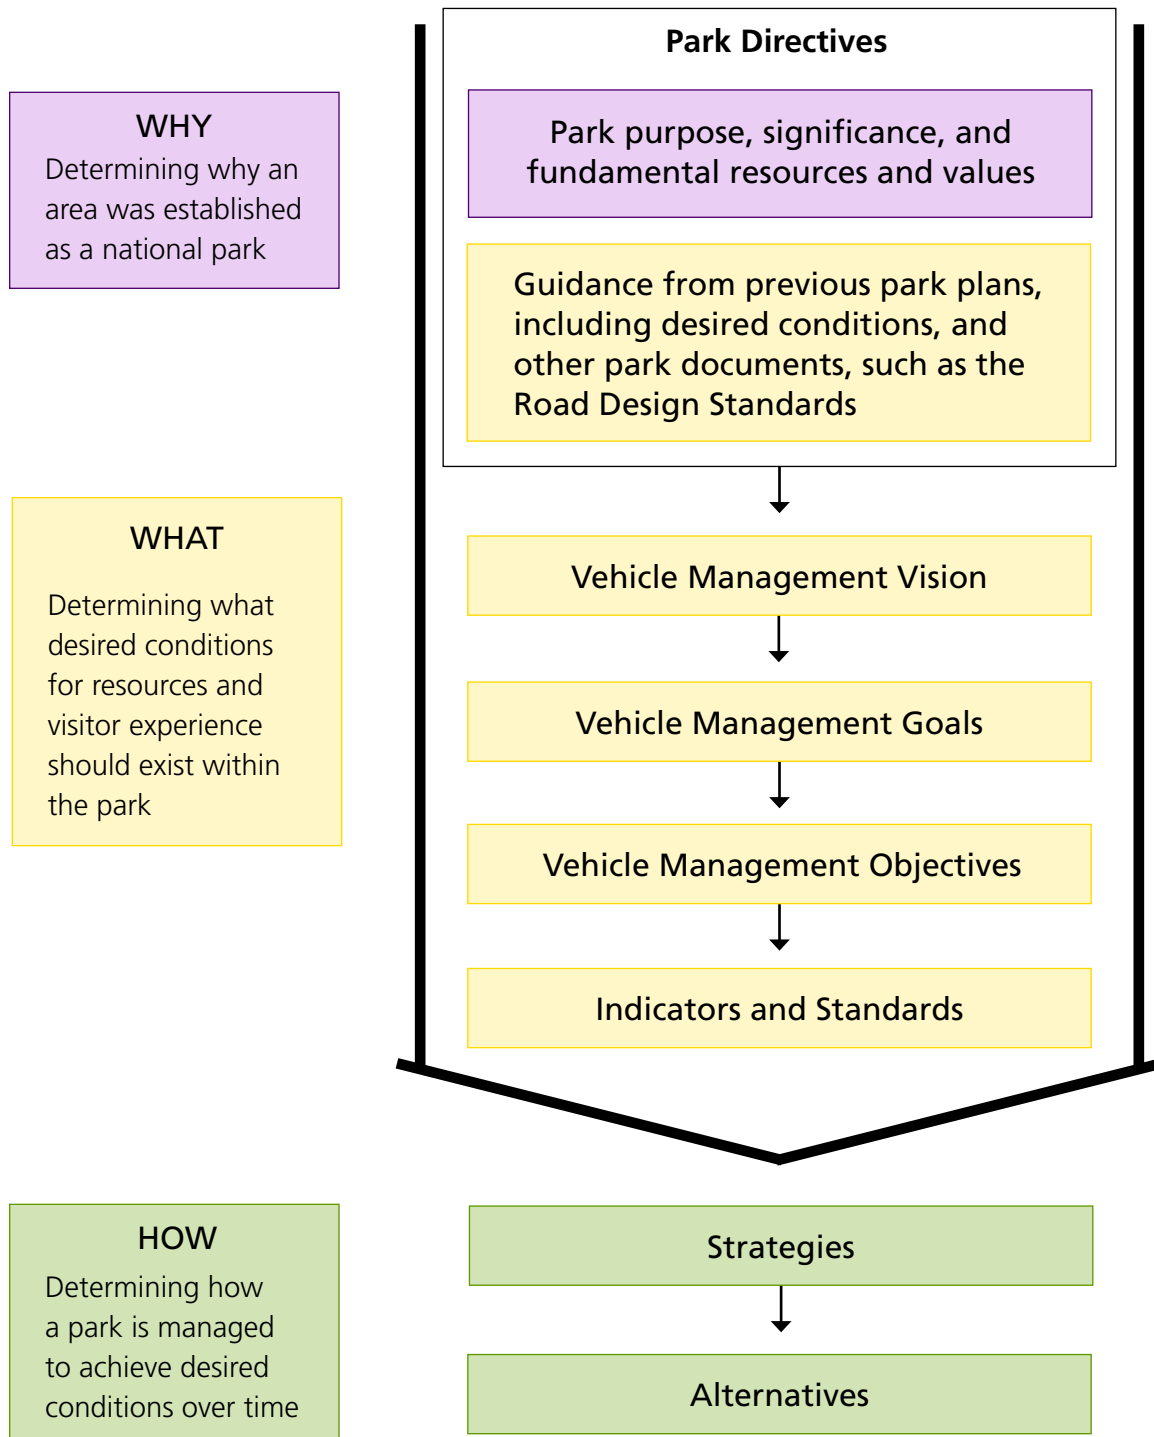 Park Directives
WHY
Determining why an
area was established
as a national park
Park purpose, significance, and
fundamental resources and values
Guidance from previous park plans,
including desired conditions, and
other park documents, such as the
Road Design Standards
WHAT
Determining what
desired conditions
for resources and
visitor experience
should exist within
the park
Vehicle Management Vision
Vehicle Management Goals
Vehicle Management Objectives
Indicators and Standards
HOW
Determining how
a park is managed
to achieve desired
conditions over time
Strategies
Alternatives